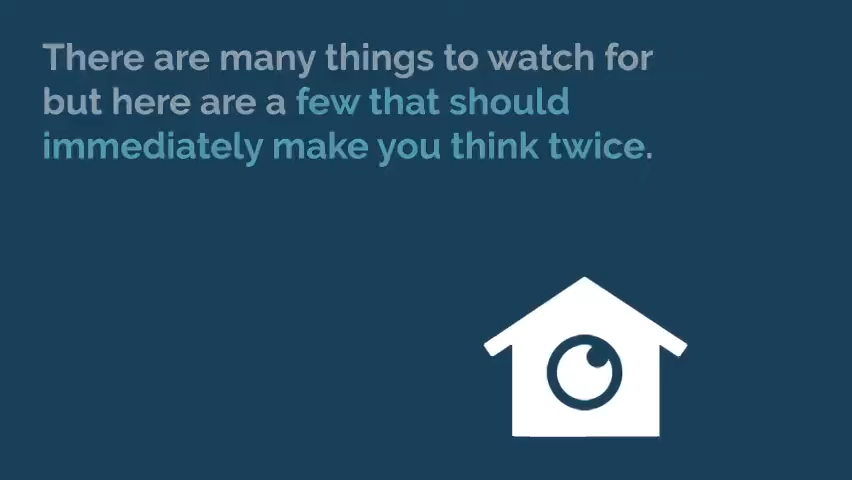 There are many things to watch for
but here are a few that should
immediately make you think twice.